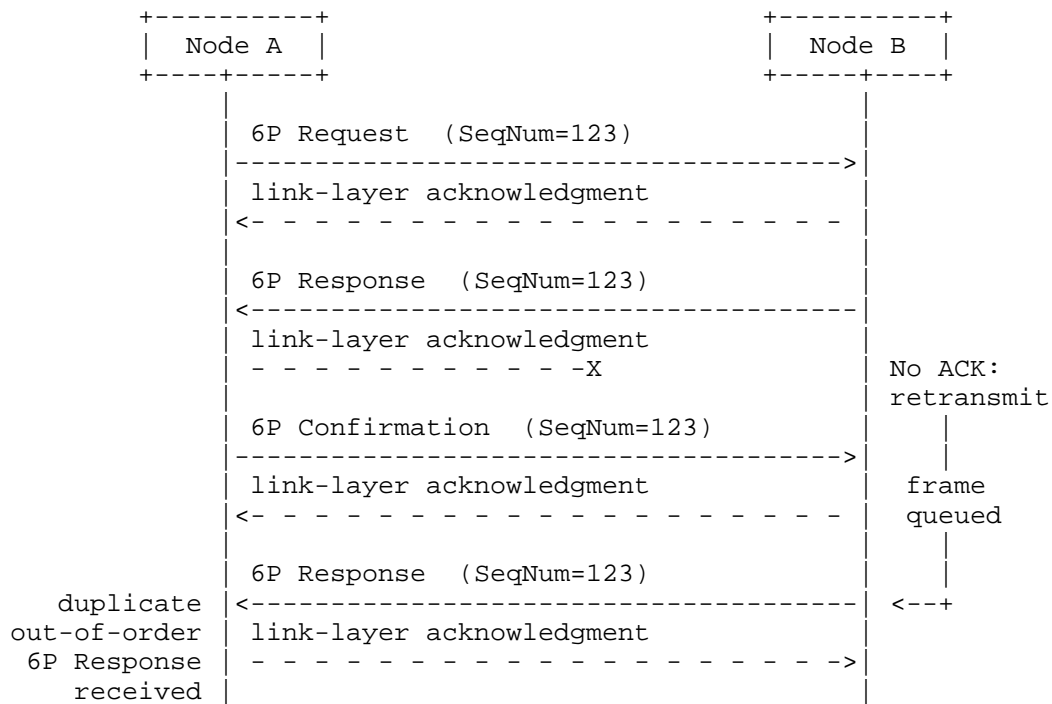 Node A Node B
6P Request (SeqNum=123)
link-layer acknowledgment
6P Response (SeqNum=123)
link-layer acknowledgment
X No ACK:
retransmit
6P Confirmation (SeqNum=123)
link-layer acknowledgment frame
queued
6P Response (SeqNum=123)
duplicate
out-of-order link-layer acknowledgment
6P Response
received